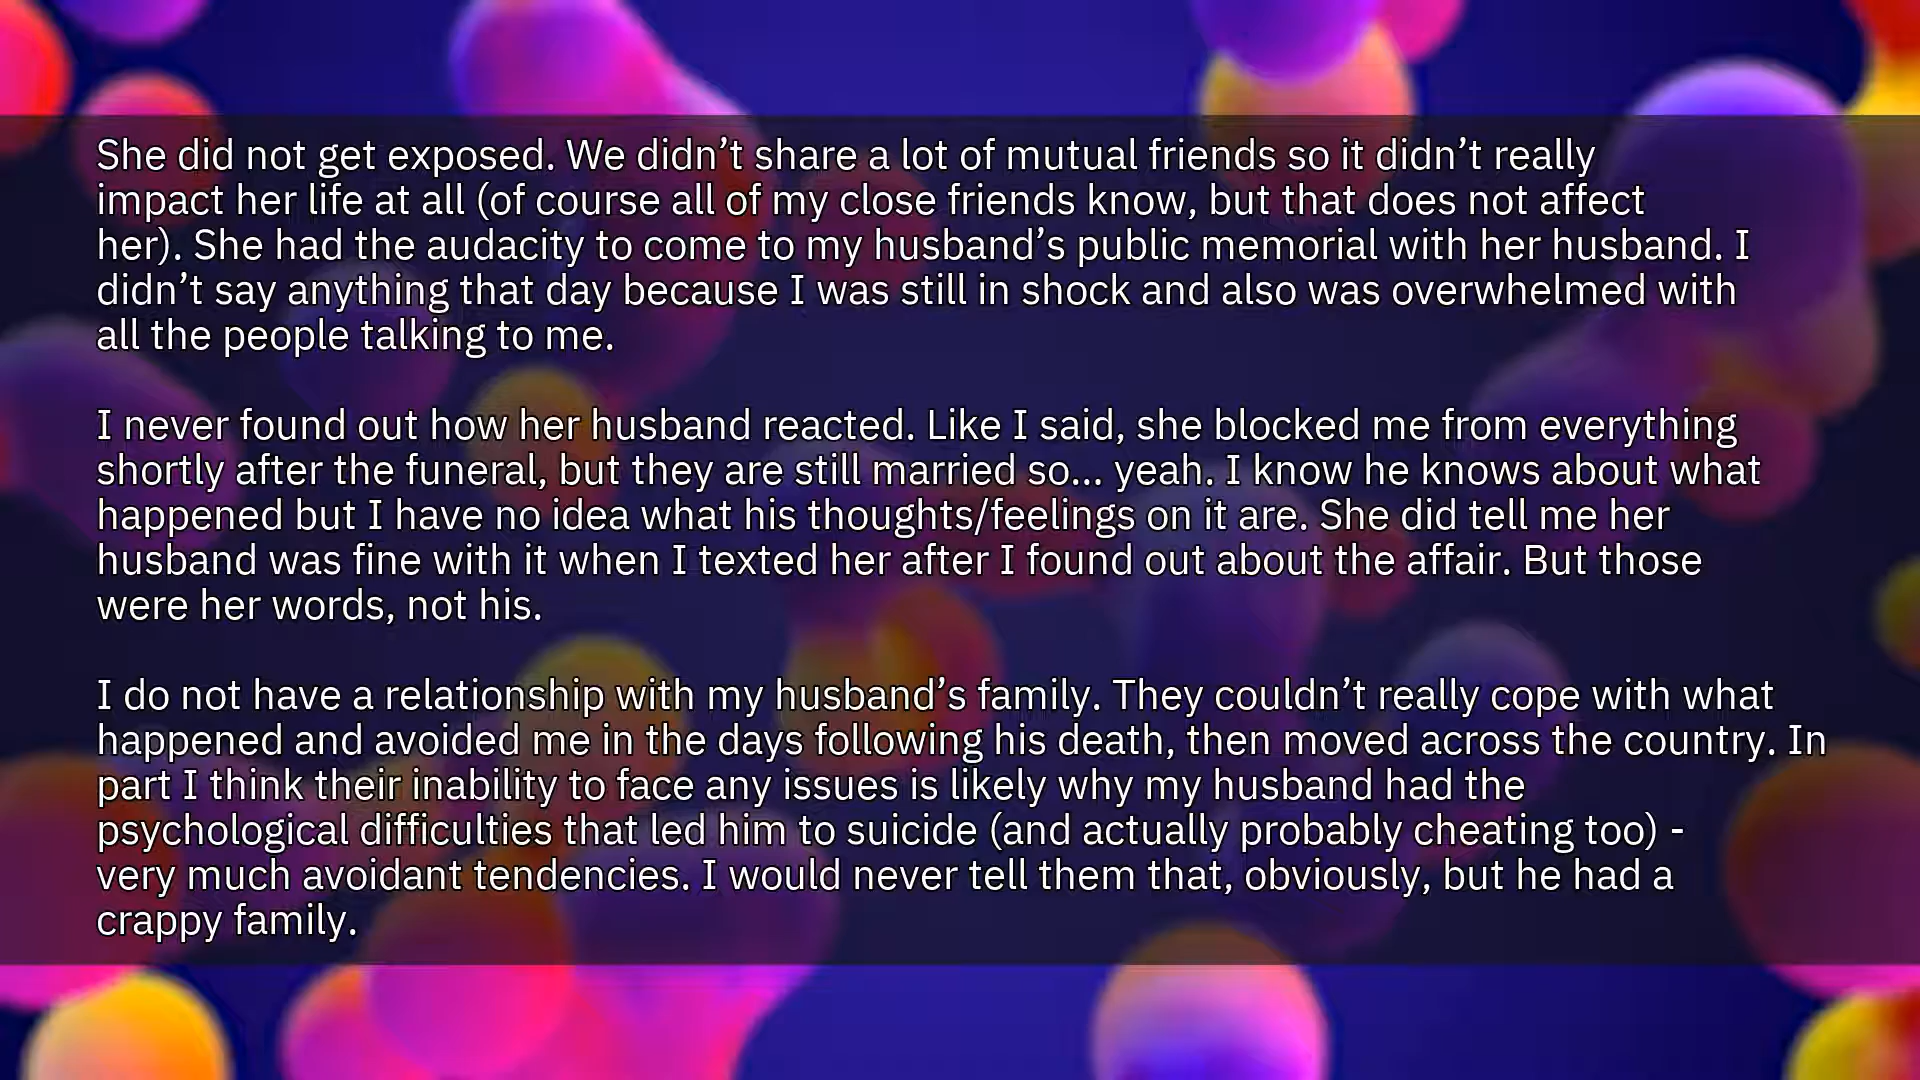 She did not get exposed. We didn’t share a lot of mutual friends so it didn’t really
impact her life at all (of course all of my close friends know, but that does not affect
her). She had the audacity to come to my husband’s public memorial with her husband. I
didn’t say anything that day because I was still in shock and also was overwhelmed with
all the people talking to me.
I never found out how her husband reacted. Like I said, she blocked me from everything
shortly after the funeral, but they are still married so... yeah. I know he knows about what
happened but I have no idea what his thoughts/feelings on it are. She did tell me her
husband was fine with it when I texted her after I found out about the affair. But those
were her words, not his.
I do not have a relationship with my husband’s family. They couldn’t really cope with what
happened and avoided me in the days following his death, then moved across the country. In
part I think their inability to face any issues is likely why my husband had the
psychological difficulties that led him to suicide (and actually probably cheating too) -
very much avoidant tendencies. I would never tell them that, obviously, but he had a
crappy family.